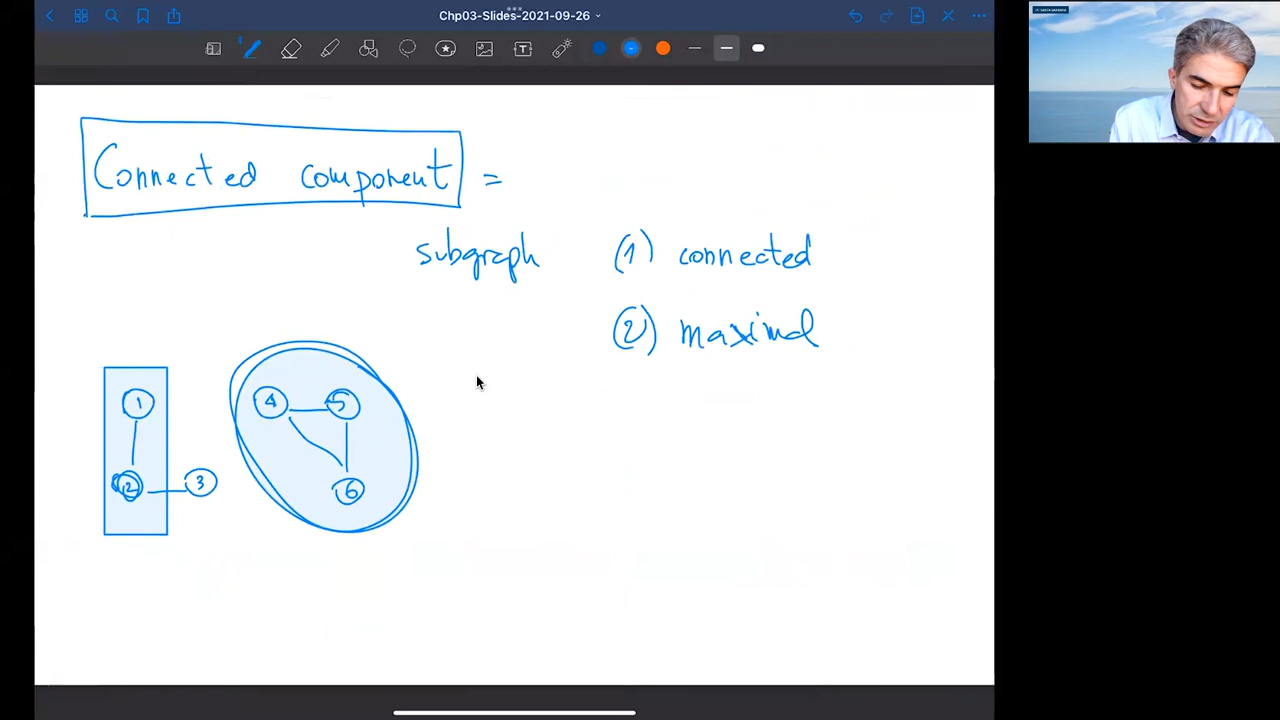 Chp03-Slides-2021-09-26
Connected component =
subgraph (1) connected
(2) maximal
1
4 5
2 3
6